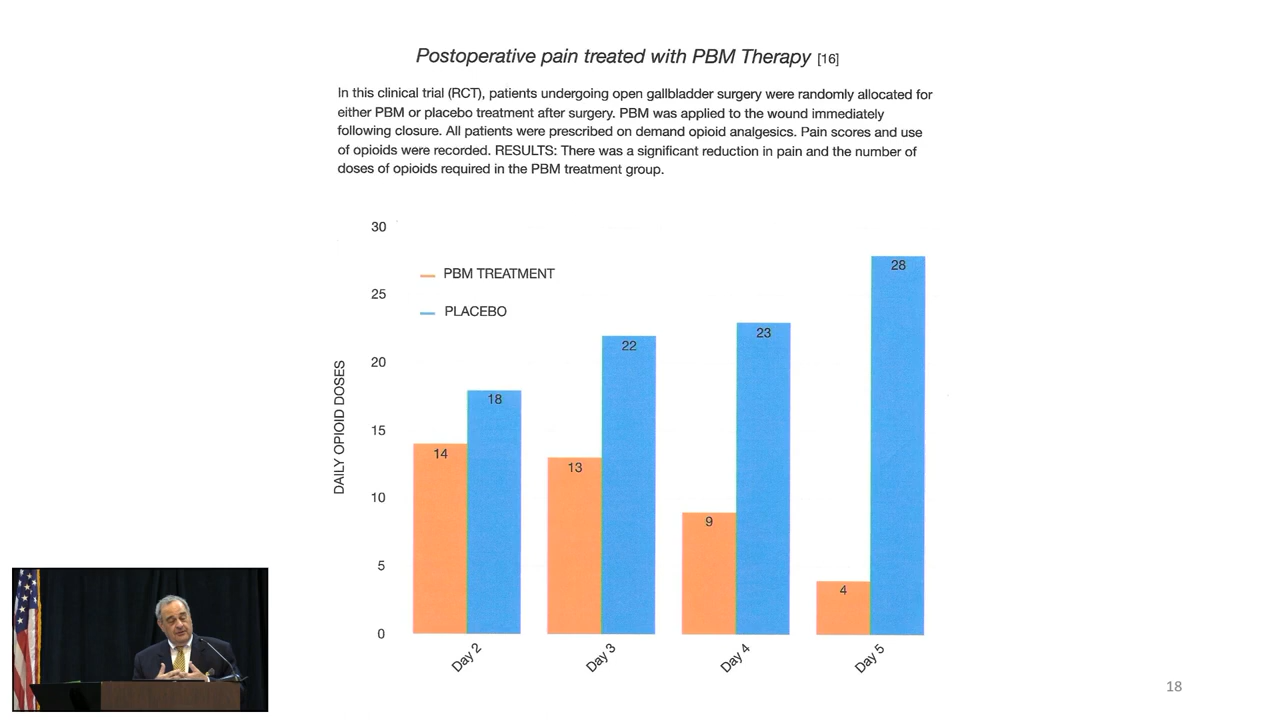 Postoperative pain treated with PBM Therapy [16]
In this clinical trial (RCT), patients undergoing open gallbladder surgery were randomly allocated for
either PBM or placebo treatment after surgery. PBM was applied to the wound immediately
following closure. All patients were prescribed on demand opioid analgesics. Pain scores and use
of opioids were recorded. RESULTS: There was a significant reduction in pain and the number of
doses of opioids required in the PBM treatment group.
30
25
20
15
10
5
0
DAILY OPIOID DOSES
PBM TREATMENT
PLACEBO
14
18
13
22
9
23
4
28
Day 2
Day 3
Day 4
Day 5
18